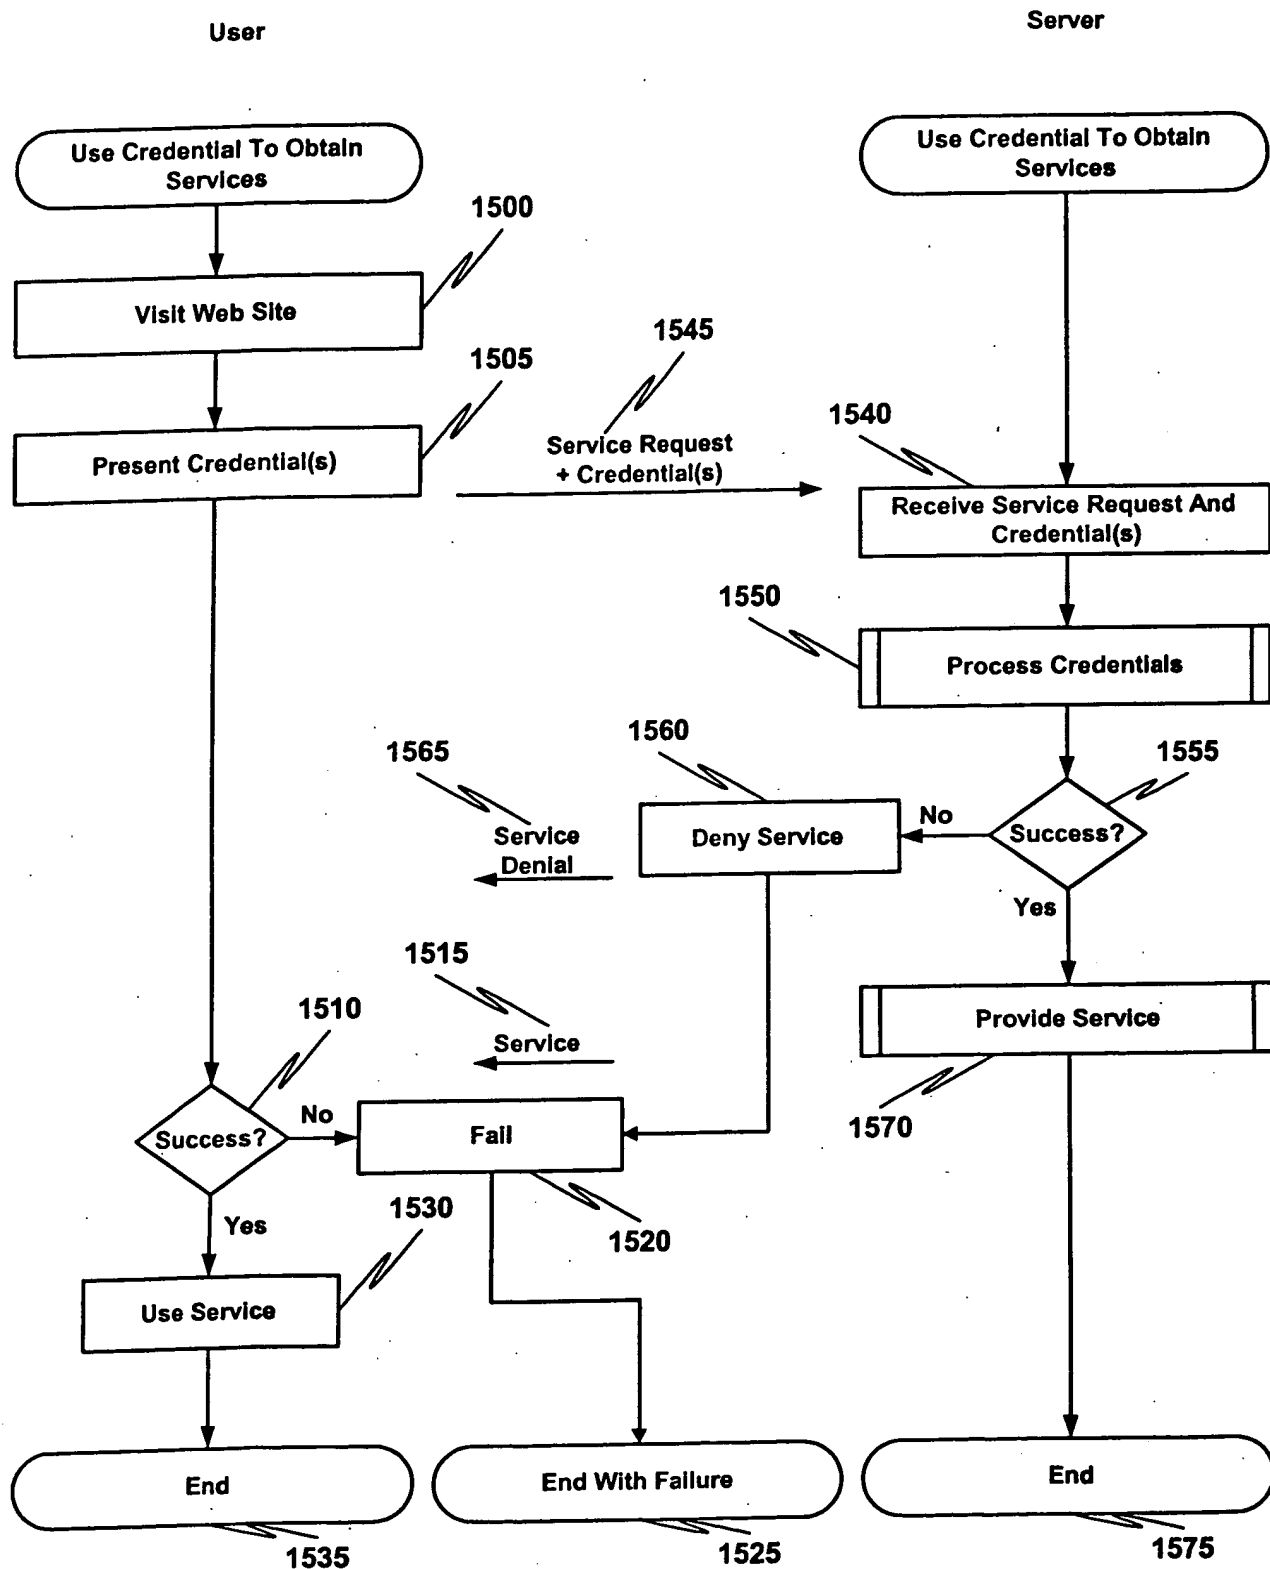 User
Server
Use Credential To Obtain
Services
Use Credential To Obtain
Services
1500
Visit Web Site
1545
1505
1540
Service Request
+ Credential(s)
Present Credential(s)
Receive Service Request And
Credential(s)
1550
Process Credentials
1565
1560
1555
Service
Denial
Deny Service
No
Success?
Yes
1515
1510
Service
Provide Service
1570
Success?
No
Fail
Yes
1530
1520
Use Service
End
End With Failure
End
1535
1525
1575